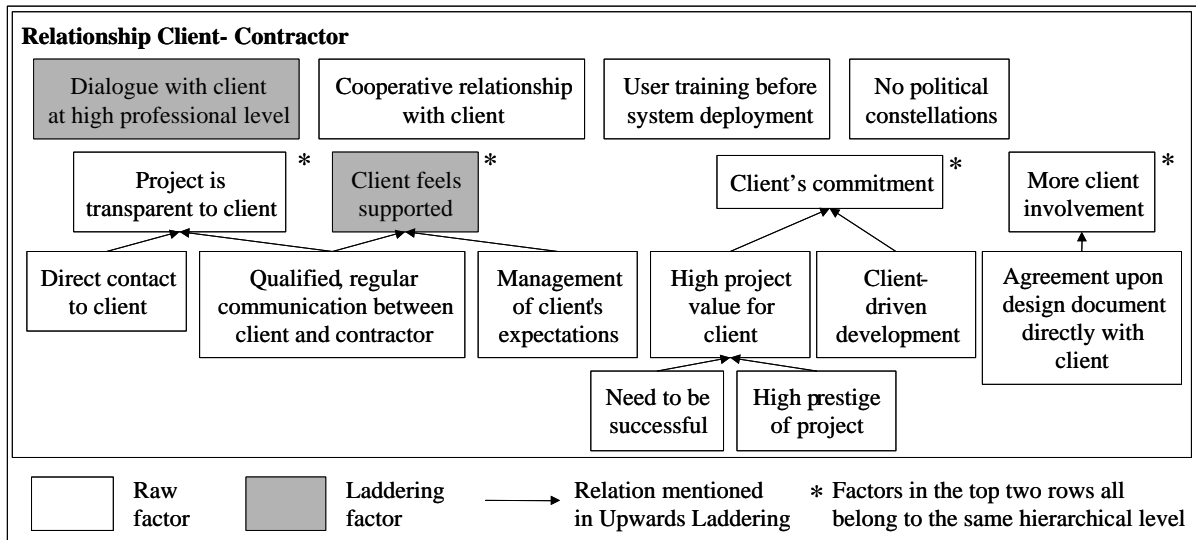 Relationship Client- Contractor
Dialogue with client
at high professional level
Cooperative relationship
with client
User training before
system deployment
No political
constellations
Project is
transparent to client
*
Client feels
supported
*
Client's commitment
*
More client
involvement
*
Direct contact
to client
Qualified, regular
communication between
client and contractor
Management
of client's
expectations
High project
value for
client
Client-
driven
development
Agreement upon
design document
directly with
client
Need to be
successful
High prestige
of project
Raw
factor
Laddering
factor
Relation mentioned
in Upwards Laddering
* Factors in the top two rows all
belong to the same hierarchical level